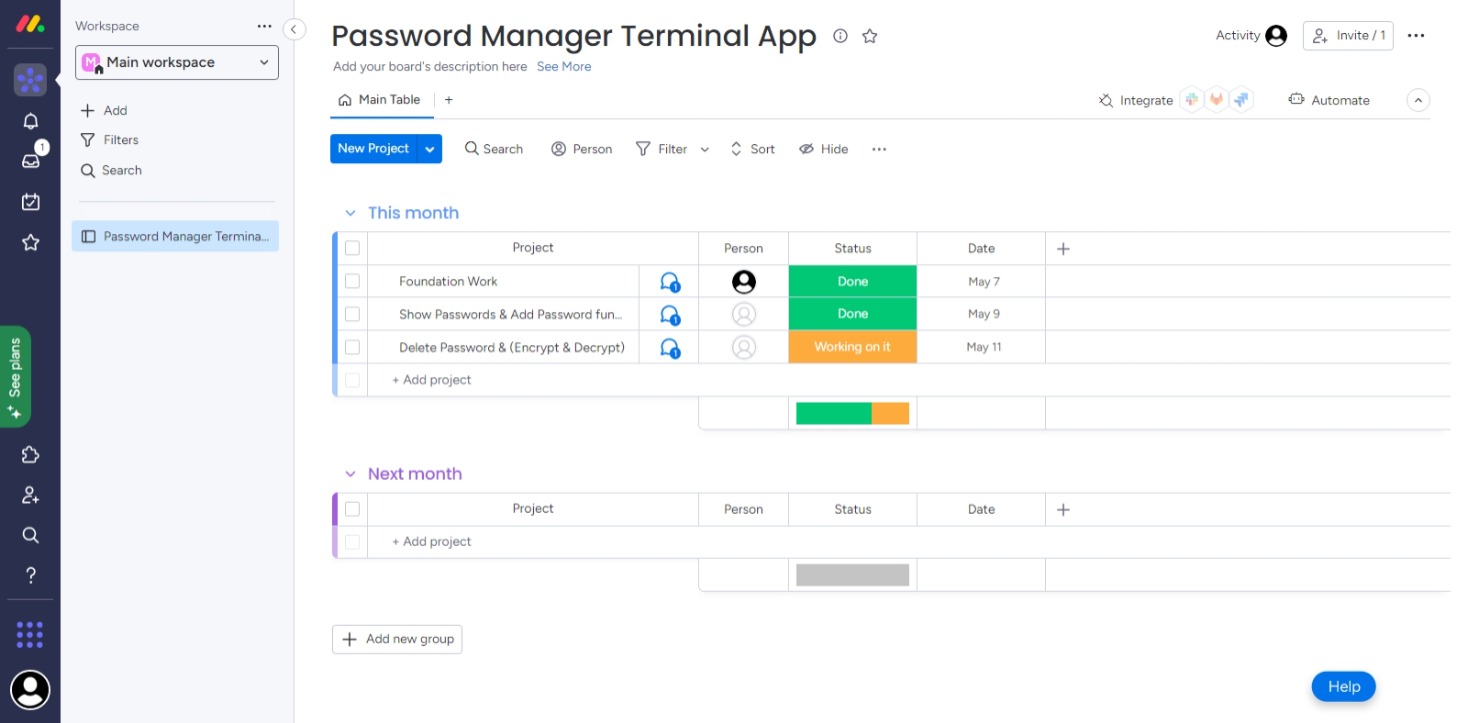 Workspace
M Main workspace
Add
Filters
Search
Password Manager Termina...
1
See plans
Password Manager Terminal App
Activity
Invite / 1
Add your board's description here See More
Main Table
+
Integrate
Automate
New Project
Search
Person
Filter
Sort
Hide
This month
Project Person Status Date
Foundation Work 1 Done May 7
Show Passwords & Add Password fun... 1 Done May 9
Delete Password & (Encrypt & Decrypt) 1 Working on it May 11
+ Add project
Next month
Project Person Status Date
+ Add project
+ Add new group
Help